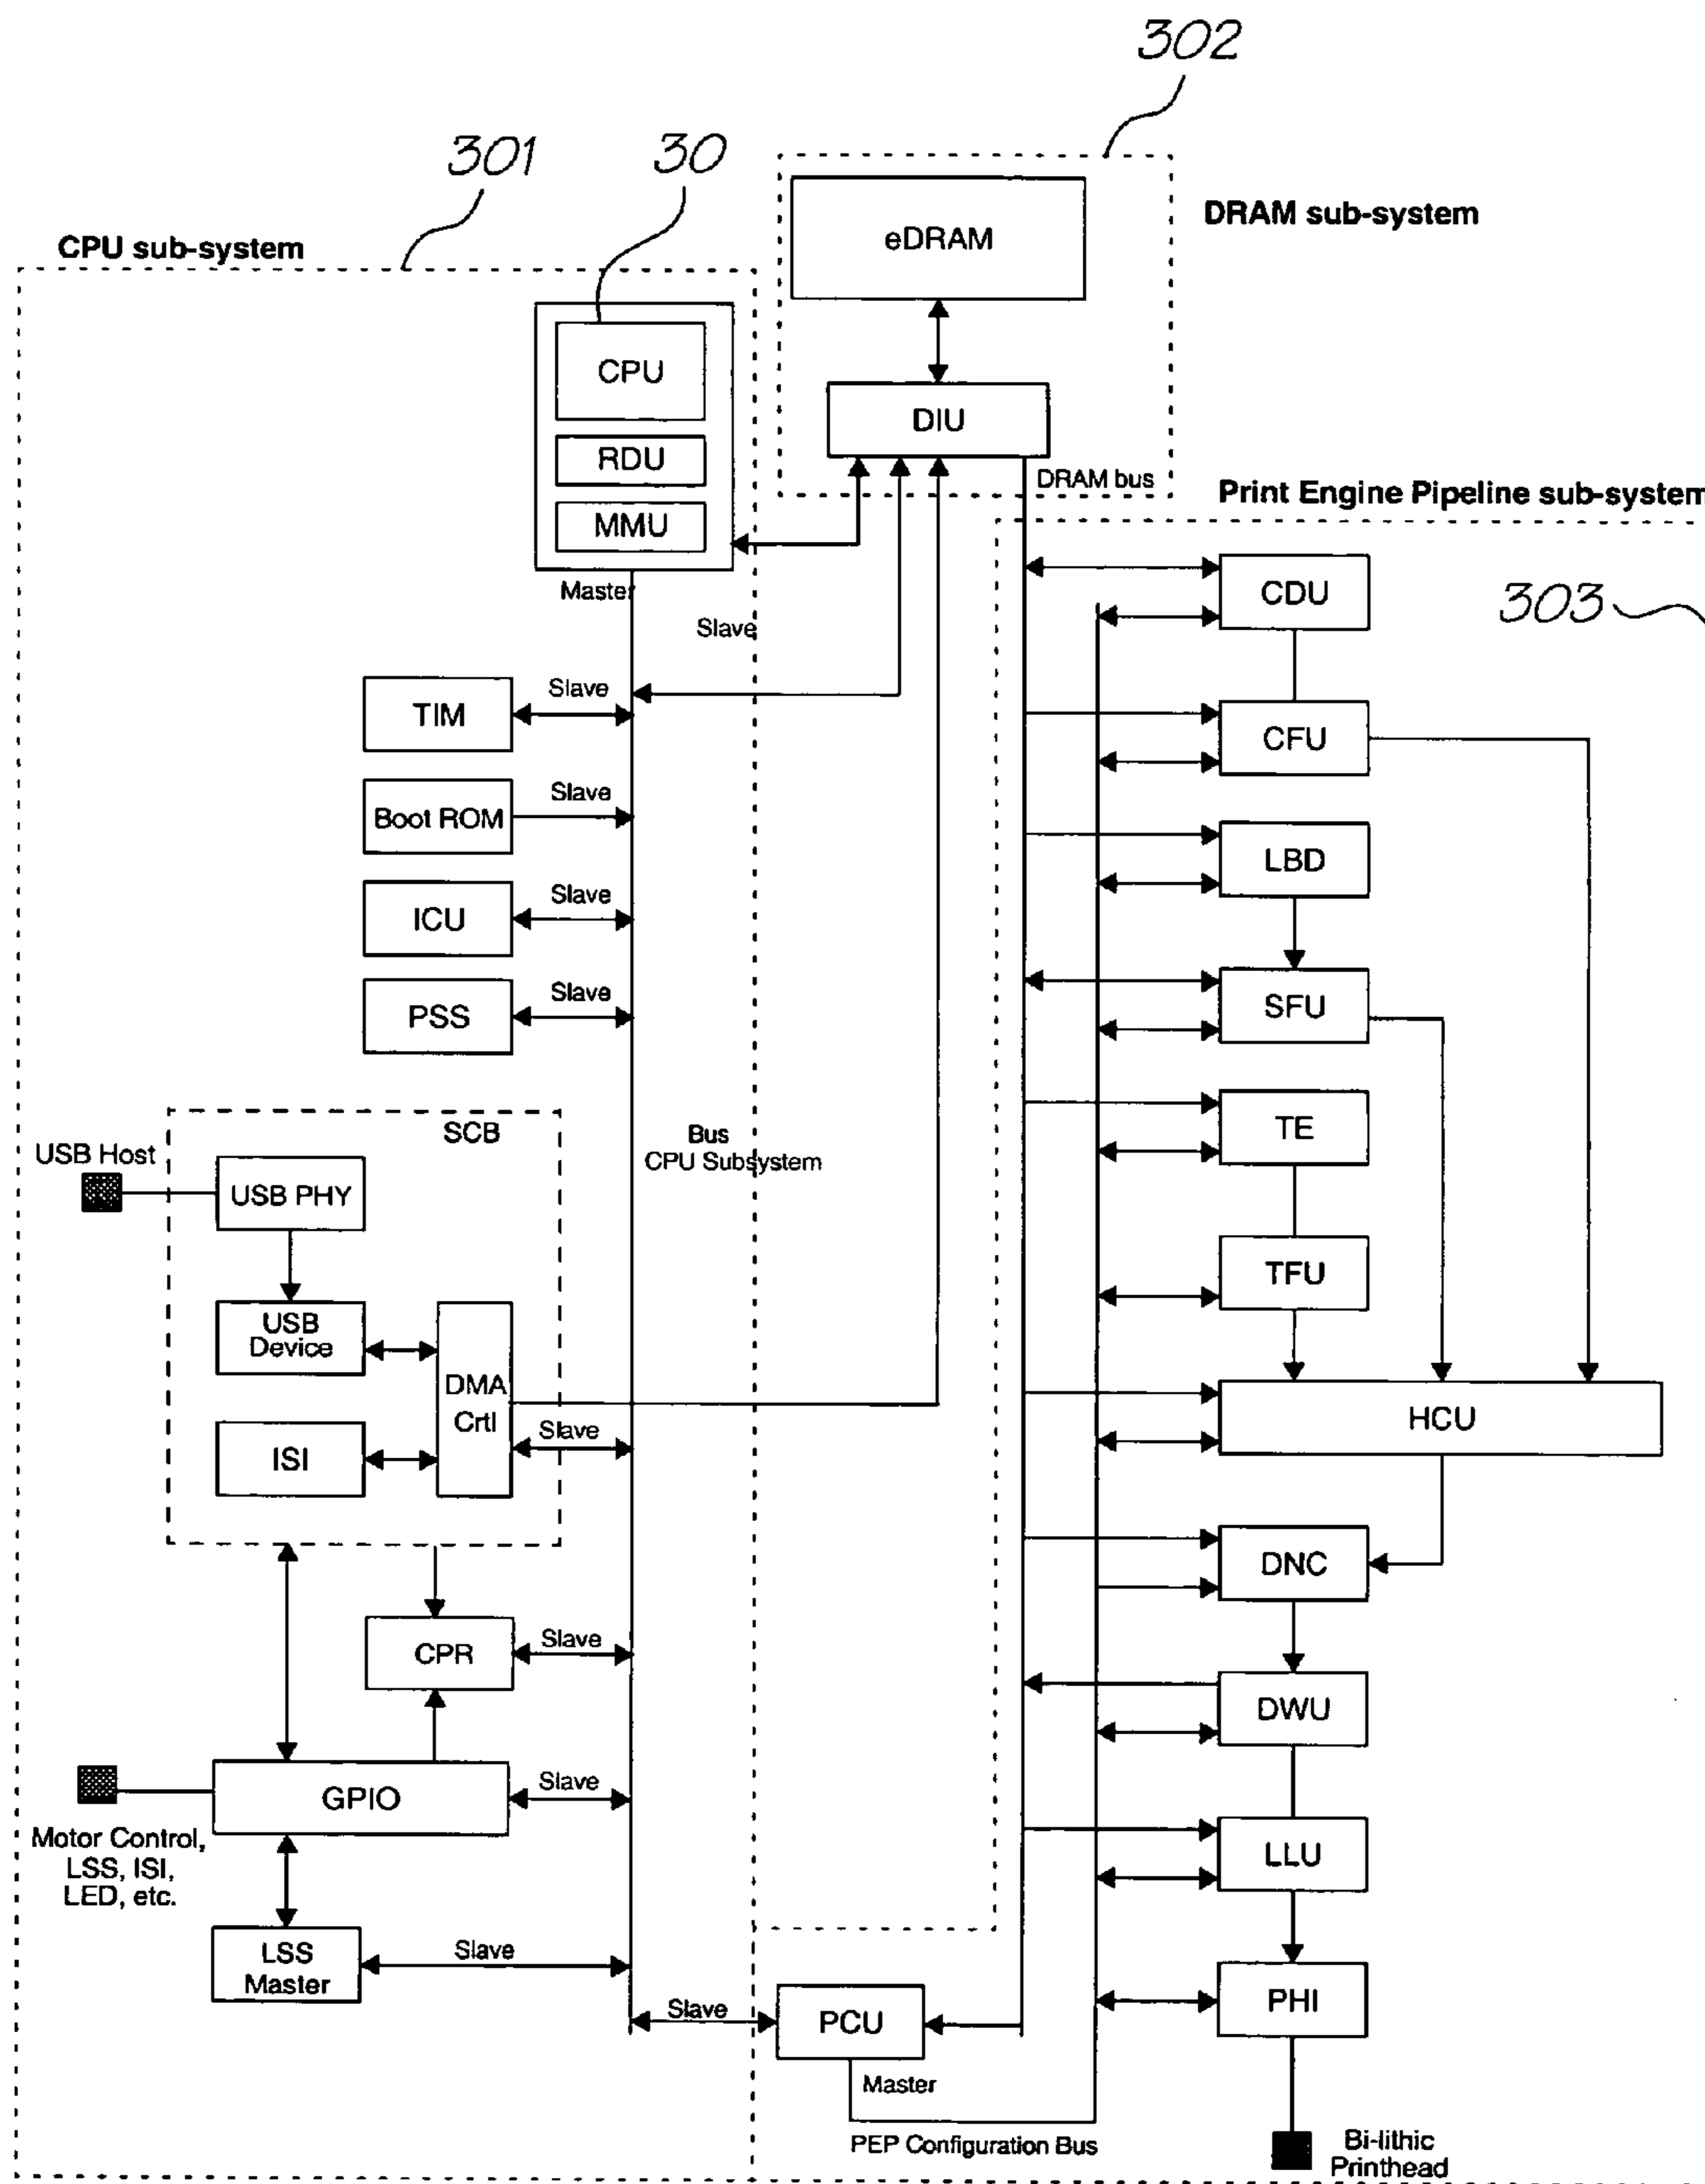 302
301
30
DRAM sub-system
CPU sub-system
eDRAM
CPU
DIU
RDU
DRAM bus
Print Engine Pipeline sub-system
MMU
Master
CDU
303
Slave
TIM
Slave
CFU
Boot ROM
Slave
LBD
ICU
Slave
PSS
Slave
SFU
SCB
TE
USB Host
Bus
CPU Subsystem
USB PHY
TFU
USB
Device
DMA
Crtl
Slave
HCU
ISI
DNC
CPR
Slave
DWU
GPIO
Slave
Motor Control,
LSS, ISI,
LED, etc.
LLU
LSS
Master
Slave
PHI
Slave
PCU
Master
PEP Configuration Bus
Bi-lithic
Printhead